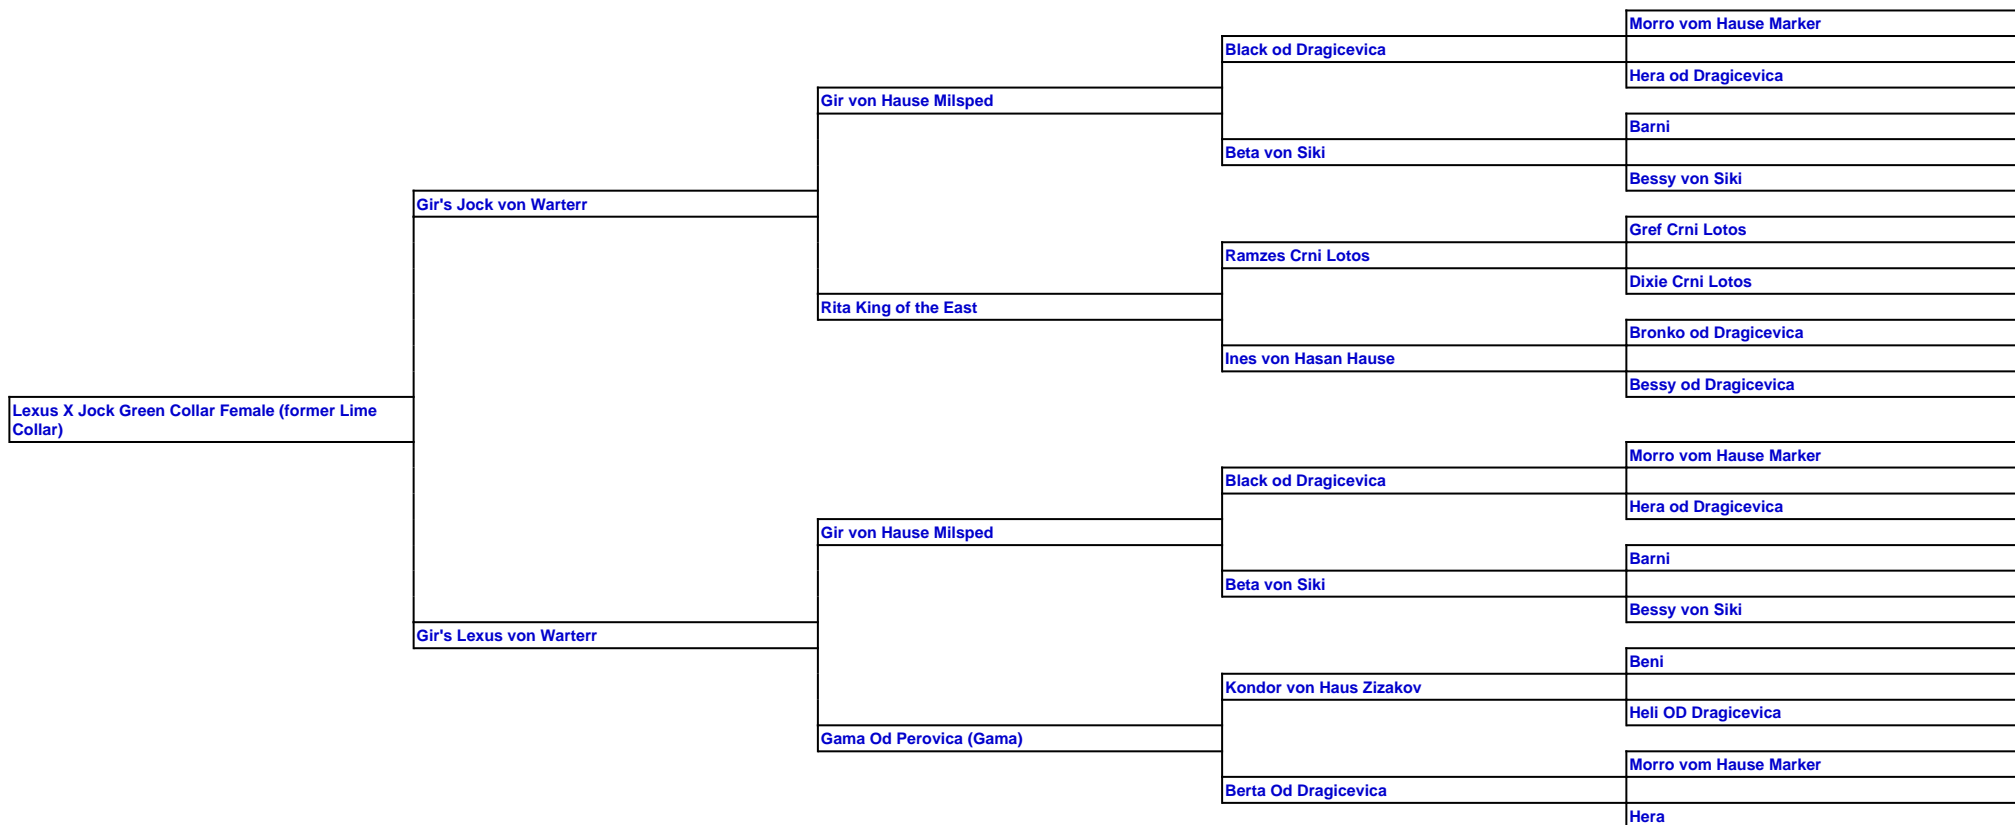 Morro vom Hause Marker
Black od Dragicevica
Hera od Dragicevica
Gir von Hause Milsped
Barni
Beta von Siki
Bessy von Siki
Gir's Jock von Warterr
Gref Crni Lotos
Ramzes Crni Lotos
Dixie Crni Lotos
Rita King of the East
Bronko od Dragicevica
Ines von Hasan Hause
Bessy od Dragicevica
Lexus X Jock Green Collar Female (former Lime
Collar)
Morro vom Hause Marker
Black od Dragicevica
Hera od Dragicevica
Gir von Hause Milsped
Barni
Beta von Siki
Bessy von Siki
Gir's Lexus von Warterr
Beni
Kondor von Haus Zizakov
Heli OD Dragicevica
Gama Od Perovica (Gama)
Morro vom Hause Marker
Berta Od Dragicevica
Hera